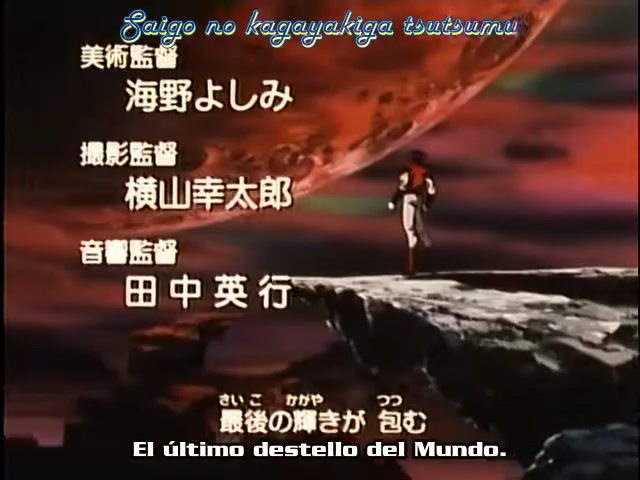 Saigo no kagayakiga tsutsumu
美術監督
海野よしみ
撮影監督
横山幸太郎
音響監督
田中英行
さいご かがや つつ
最後の輝きが 包む
El último destello del Mundo.